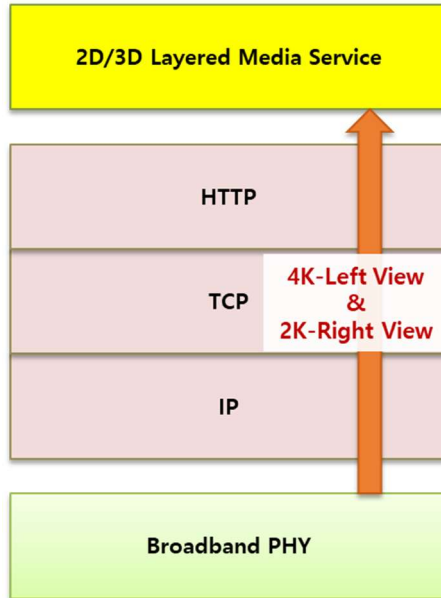 2D/3D Layered Media Service
HTTP
TCP
4K-Left View
&
2K-Right View
IP
Broadband PHY